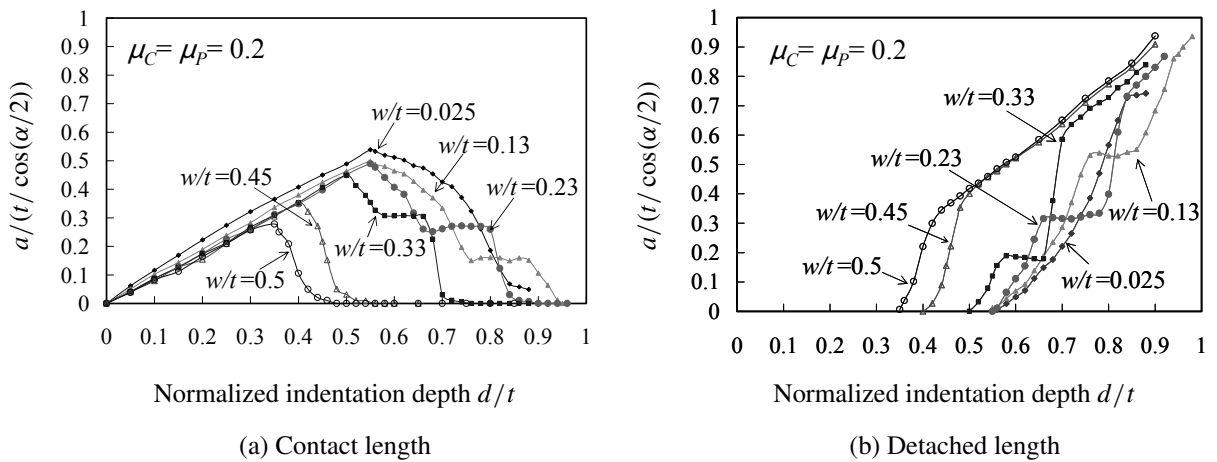 a/(t/cos(α/2))
1
0.9
0.8
0.7
0.6
0.5
0.4
0.3
0.2
0.1
0
μC= μP= 0.2
w/t=0.025
w/t=0.13
w/t=0.45
w/t=0.23
w/t=0.33
w/t=0.5
0 0.1 0.2 0.3 0.4 0.5 0.6 0.7 0.8 0.9 1
Normalized indentation depth d/t
(a) Contact length
a/(t/cos(α/2))
1
0.9
0.8
0.7
0.6
0.5
0.4
0.3
0.2
0.1
0
μC= μP= 0.2
w/t=0.33
w/t=0.23
w/t=0.45
w/t=0.13
w/t=0.5
w/t=0.025
0 0.1 0.2 0.3 0.4 0.5 0.6 0.7 0.8 0.9 1
Normalized indentation depth d/t
(b) Detached length